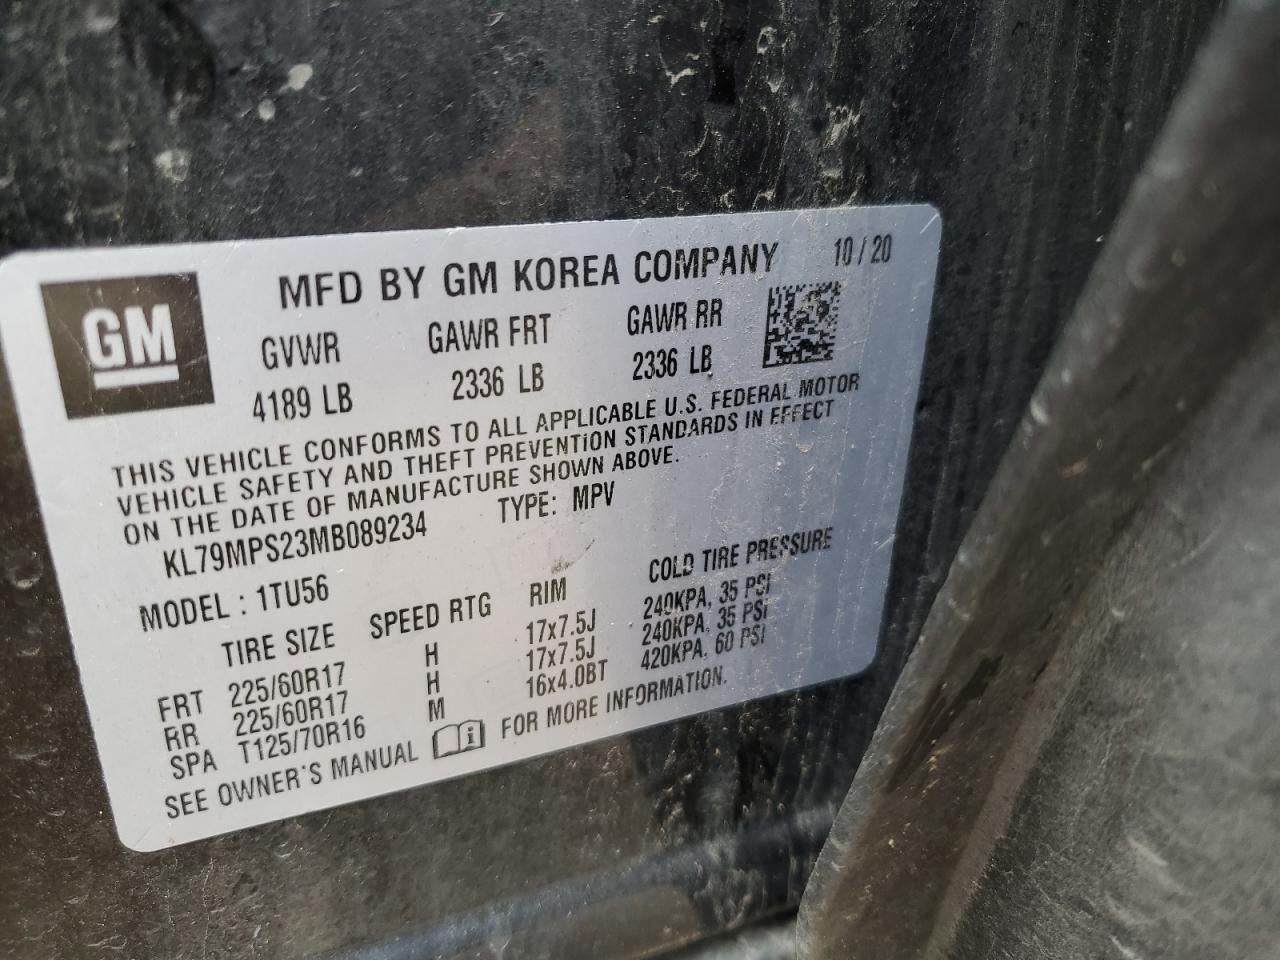 GM
MFD BY GM KOREA COMPANY 10/20
GVWR GAWR FRT GAWR RR
4189 LB 2336 LB 2336 LB
THIS VEHICLE CONFORMS TO ALL APPLICABLE U.S. FEDERAL MOTOR
VEHICLE SAFETY AND THEFT PREVENTION STANDARDS IN EFFECT
ON THE DATE OF MANUFACTURE SHOWN ABOVE.
KL79MPS23MB089234 TYPE: MPV
MODEL : 1TU56
TIRE SIZE SPEED RTG RIM COLD TIRE PRESSURE
FRT 225/60R17 H 17x7.5J 240KPA, 35 PSI
RR 225/60R17 H 17x7.5J 240KPA, 35 PSI
SPA T125/70R16 M 16x4.0BT 420KPA, 60 PSI
SEE OWNER'S MANUAL i FOR MORE INFORMATION.